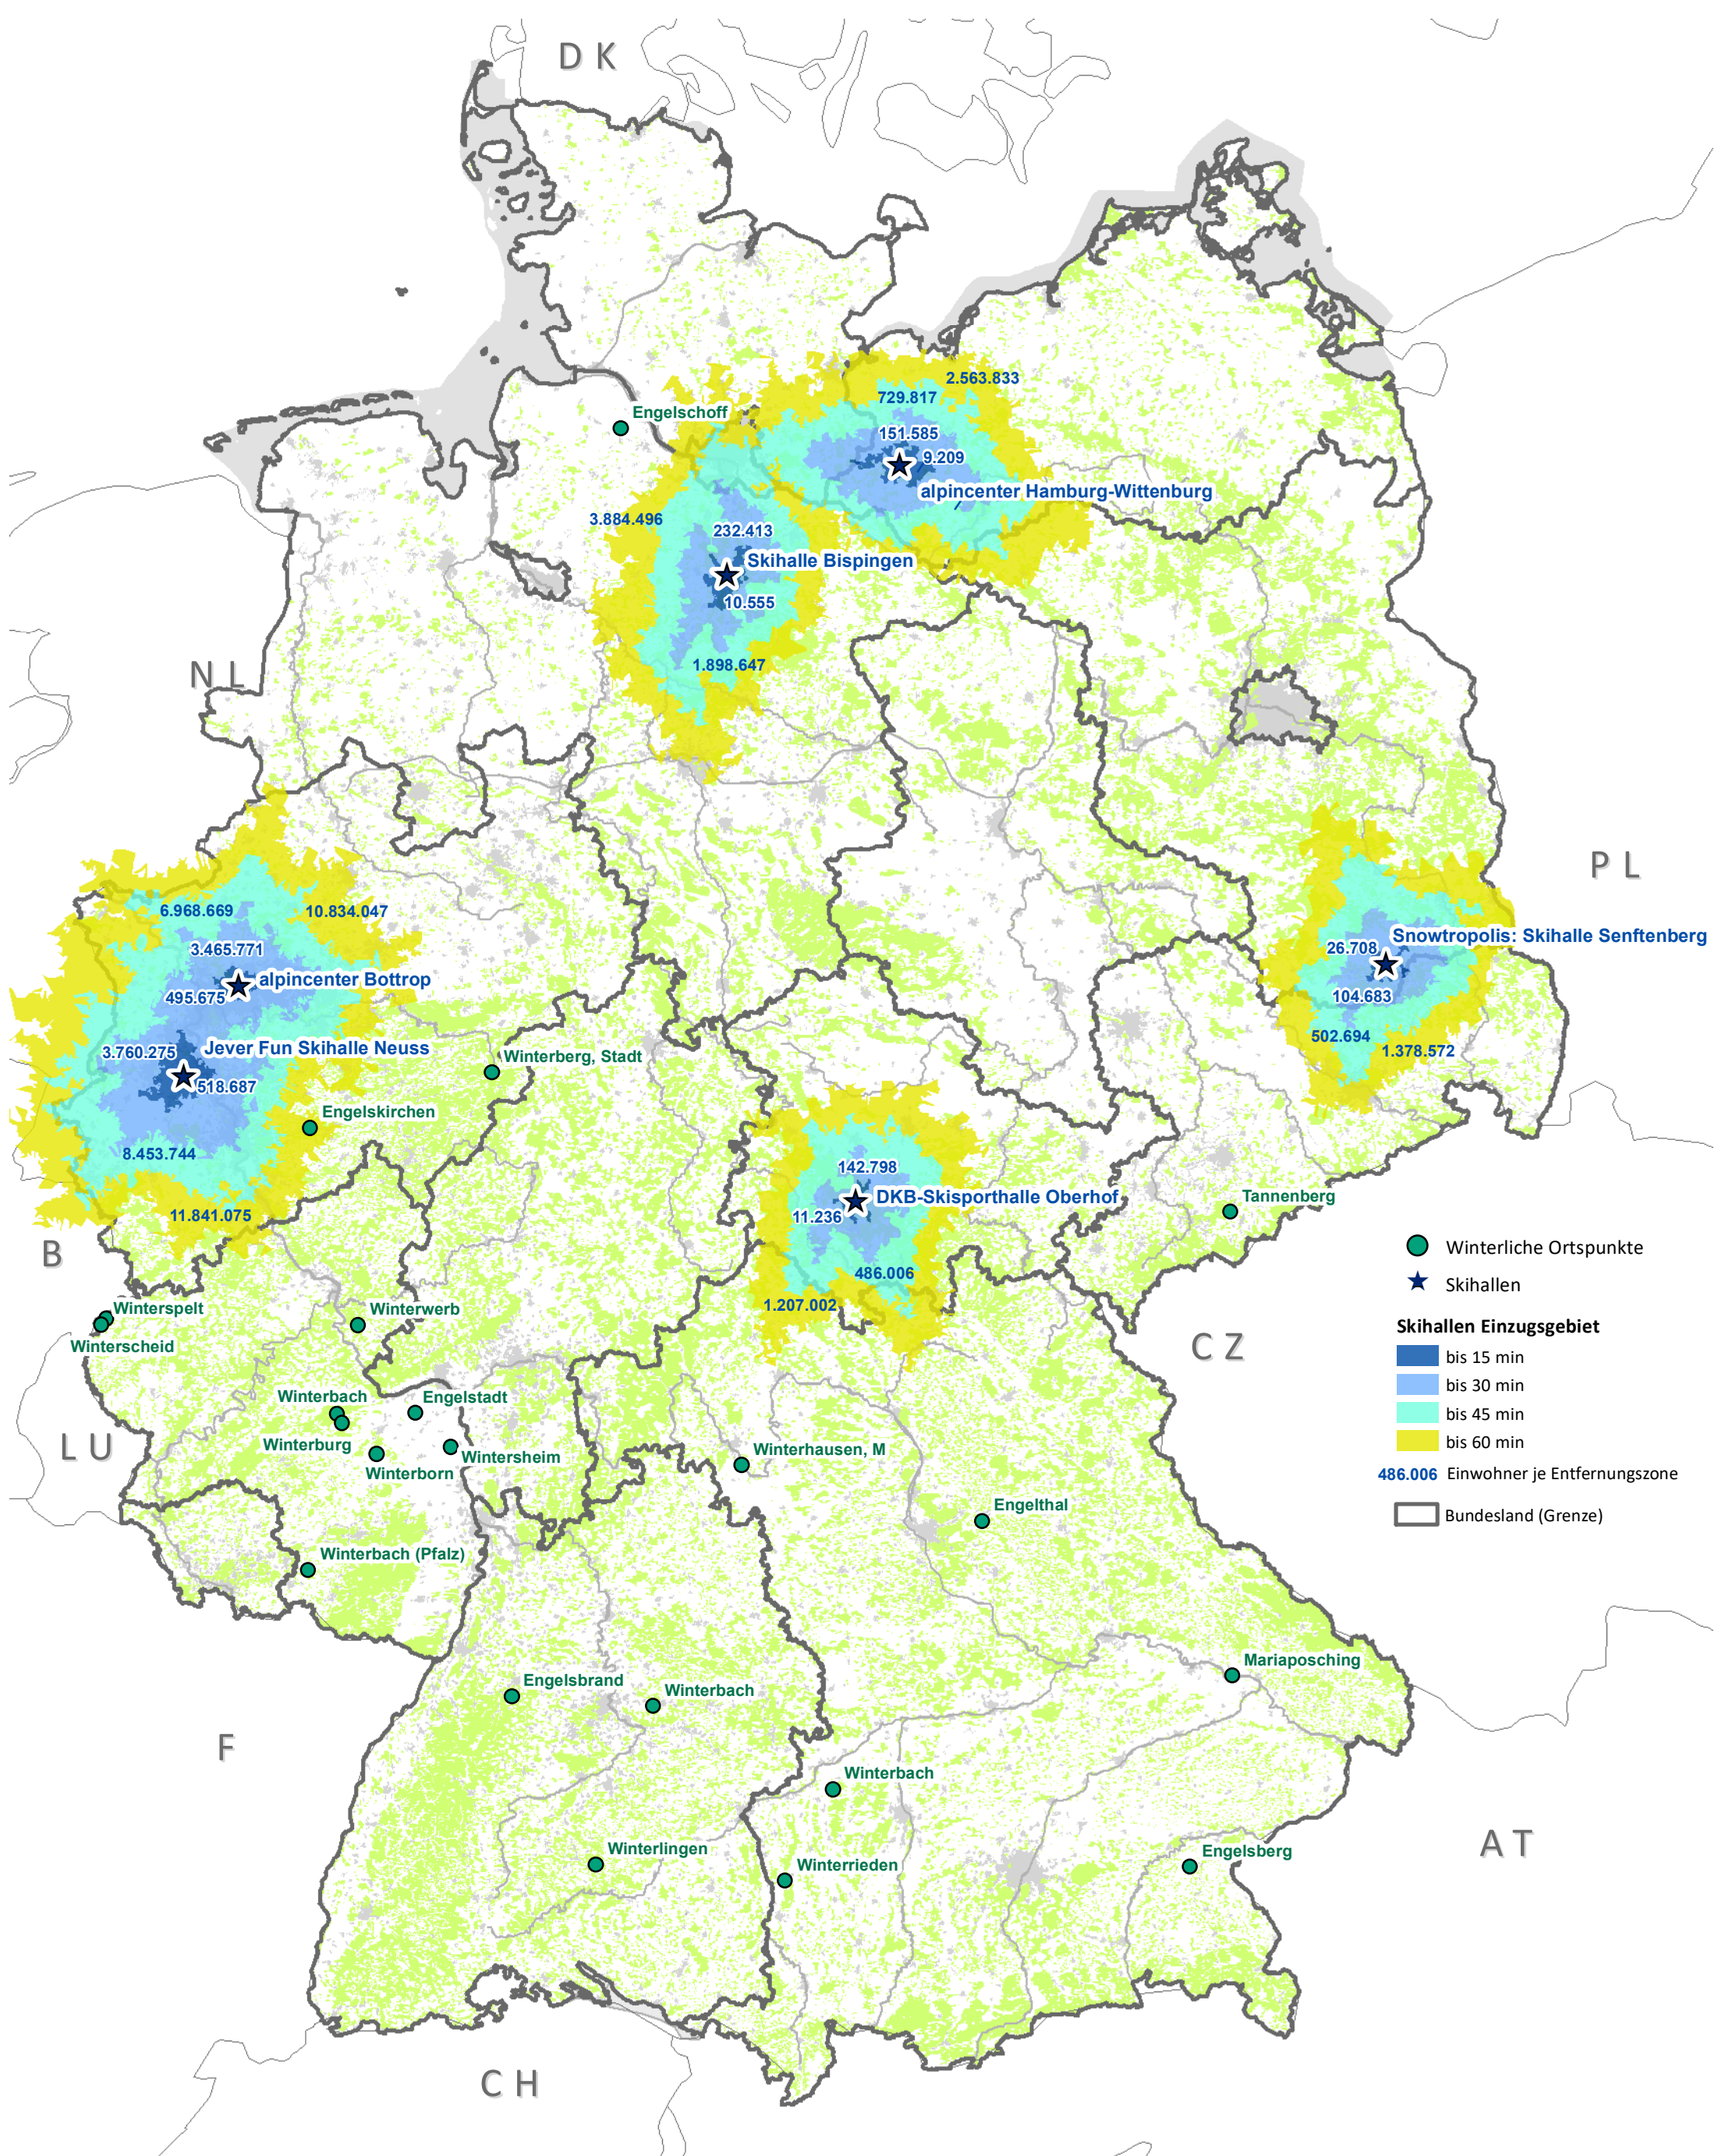 D K
2.563.833
729.817
Engelschoff
151.585
9.209
alpincenter Hamburg-Wittenburg
3.884.496
232.413
Skihalle Bispingen
10.555
1.898.647
N L
P L
6.968.669
10.834.047
3.465.771
alpincenter Bottrop
495.675
3.760.275
Jever Fun Skihalle Neuss
518.687
Winterberg, Stadt
Engelskirchen
8.453.744
11.841.075
Snowtropolis: Skihalle Senftenberg
26.708
104.683
502.694
1.378.572
142.798
DKB-Skisporthalle Oberhof
11.236
486.006
1.207.002
Tannenberg
B
Winterspelt
Winterscheid
Winterwerb
C Z
Winterbach
Engelstadt
Winterburg
Wintersheim
Winterborn
L U
Winterhausen, M
Engelthal
Winterbach (Pfalz)
Mariaposching
Engelsbrand
Winterbach
F
Winterbach
Winterlingen
Winterrieden
Engelsberg
A T
C H
Winterliche Ortspunkte
Skihallen
Skihallen Einzugsgebiet
bis 15 min
bis 30 min
bis 45 min
bis 60 min
486.006 Einwohner je Entfernungszone
Bundesland (Grenze)